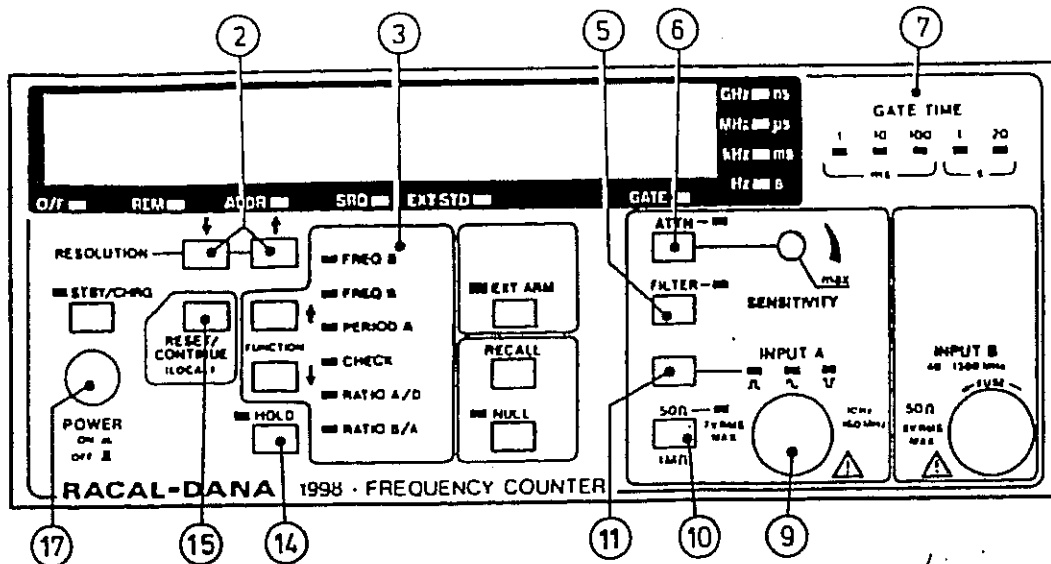 2
3
5
6
7
GHz ns
MHz µs
kHz ms
Hz s
GATE TIME
1 10 100 1 20
ms s
O/F REM ADDR SRQ EXT STD GATE
RESOLUTION
STBY/CHRG
RESET/
CONTINUE
(LOCAL)
FUNCTION
HOLD
POWER
ON
OFF
FREQ B
PERIOD A
CHECK
RATIO B/A
EXT ARM
RECALL
NULL
ATTN
FILTER
max
SENSITIVITY
INPUT A
50Ω
MAX
1MΩ
INPUT B
FUSE
50Ω
MAX
RACAL-DANA 1998 · FREQUENCY COUNTER
17
15
14
11
10
9